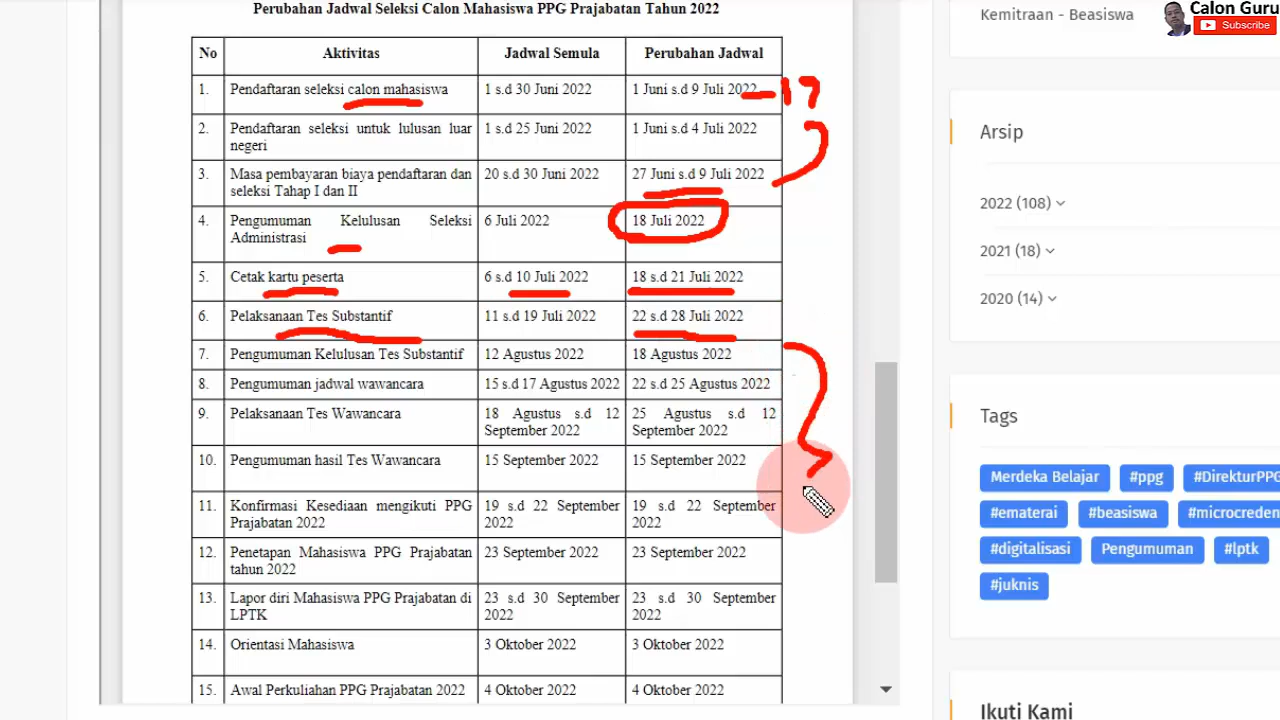 Perubahan Jadwal Seleksi Calon Mahasiswa PPG Prajabatan Tahun 2022
No Aktivitas Jadwal Semula Perubahan Jadwal
1. Pendaftaran seleksi calon mahasiswa 1 s.d 30 Juni 2022 1 Juni s.d 9 Juli 2022
19
2. Pendaftaran seleksi untuk lulusan luar 1 s.d 25 Juni 2022 1 Juni s.d 4 Juli 2022
negeri
3. Masa pembayaran biaya pendaftaran dan 20 s.d 30 Juni 2022 27 Juni s.d 9 Juli 2022
seleksi Tahap I dan II
4. Pengumuman Kelulusan Seleksi 6 Juli 2022 18 Juli 2022
Administrasi
5. Cetak kartu peserta 6 s.d 10 Juli 2022 18 s.d 21 Juli 2022
6. Pelaksanaan Tes Substantif 11 s.d 19 Juli 2022 22 s.d 28 Juli 2022
7. Pengumuman Kelulusan Tes Substantif 12 Agustus 2022 18 Agustus 2022
8. Pengumuman jadwal wawancara 15 s.d 17 Agustus 2022 22 s.d 25 Agustus 2022
9. Pelaksanaan Tes Wawancara 18 Agustus s.d 12 25 Agustus s.d 12
September 2022 September 2022
10. Pengumuman hasil Tes Wawancara 15 September 2022 15 September 2022
11. Konfirmasi Kesediaan mengikuti PPG 19 s.d 22 September 19 s.d 22 September
Prajabatan 2022 2022 2022
12. Penetapan Mahasiswa PPG Prajabatan 23 September 2022 23 September 2022
tahun 2022
13. Lapor diri Mahasiswa PPG Prajabatan di 23 s.d 30 September 23 s.d 30 September
LPTK 2022 2022
14. Orientasi Mahasiswa 3 Oktober 2022 3 Oktober 2022
15. Awal Perkuliahan PPG Prajabatan 2022 4 Oktober 2022 4 Oktober 2022
Kemitraan - Beasiswa
Calon Guru
Subscribe
Arsip
2022 (108)
2021 (18)
2020 (14)
Tags
Merdeka Belajar #ppg #DirekturPPG
#ematerai #beasiswa #microcreden
#digitalisasi Pengumuman #lptk
#juknis
Ikuti Kami